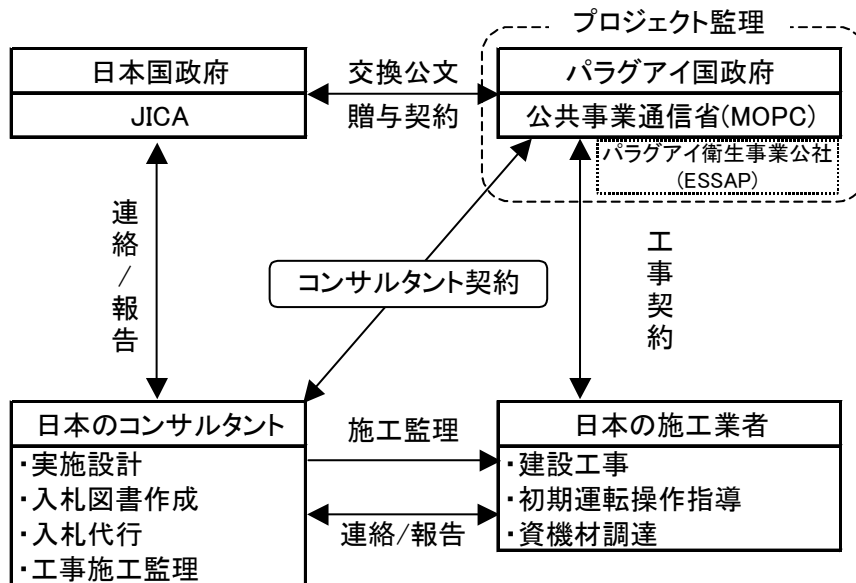 プロジェクト監理
日本国政府
JICA
交換公文
贈与契約
パラグアイ国政府
公共事業通信省(MOPC)
パラグアイ衛生事業公社
(ESSAP)
連絡/報告
コンサルタント契約
工事契約
日本のコンサルタント
・実施設計
・入札図書作成
・入札代行
・工事施工監理
施工監理
連絡/報告
日本の施工業者
・建設工事
・初期運転操作指導
・資機材調達